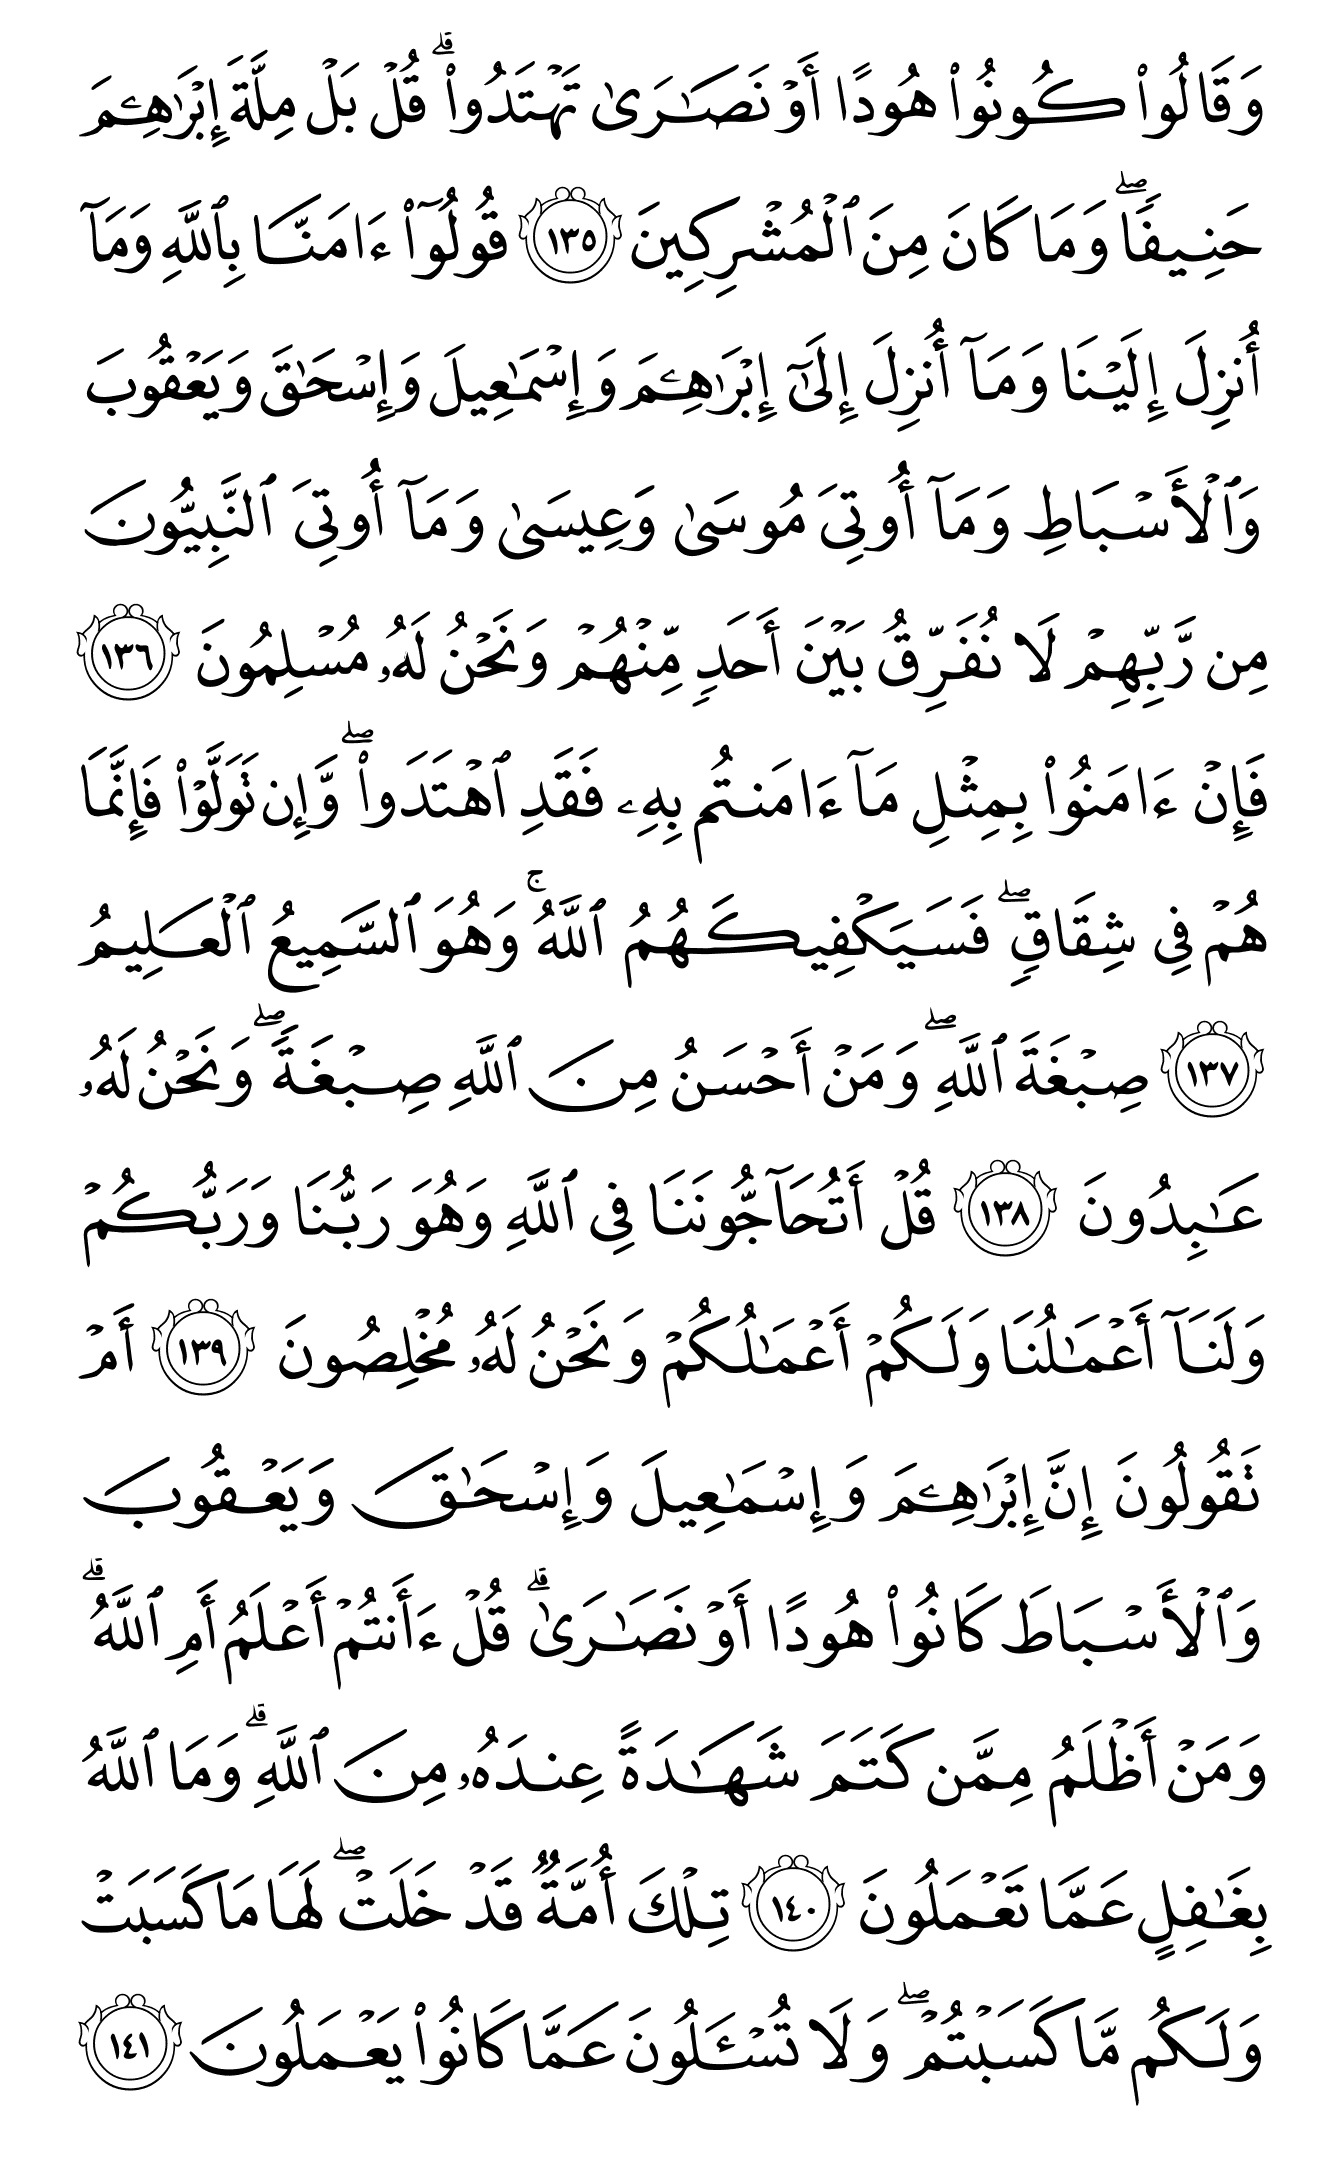 وَقَالُوا۟ كُونُوا۟ هُودًا أَوْ نَصَـٰرَىٰ تَهْتَدُوا۟ ۗ قُلْ بَلْ مِلَّةَ إِبْرَٰهِـۧمَ
حَنِيفًا ۖ وَمَا كَانَ مِنَ ٱلْمُشْرِكِينَ ١٣٥ قُولُوٓا۟ ءَامَنَّا بِٱللَّهِ وَمَآ
أُنزِلَ إِلَيْنَا وَمَآ أُنزِلَ إِلَىٰٓ إِبْرَٰهِـۧمَ وَإِسْمَـٰعِيلَ وَإِسْحَـٰقَ وَيَعْقُوبَ
وَٱلْأَسْبَاطِ وَمَآ أُوتِىَ مُوسَىٰ وَعِيسَىٰ وَمَآ أُوتِىَ ٱلنَّبِيُّونَ
مِن رَّبِّهِمْ لَا نُفَرِّقُ بَيْنَ أَحَدٍ مِّنْهُمْ وَنَحْنُ لَهُۥ مُسْلِمُونَ ١٣٦
فَإِنْ ءَامَنُوا۟ بِمِثْلِ مَآ ءَامَنتُم بِهِۦ فَقَدِ ٱهْتَدَوا۟ ۖ وَّإِن تَوَلَّوْا۟ فَإِنَّمَا
هُمْ فِى شِقَاقٍ ۖ فَسَيَكْفِيكَهُمُ ٱللَّهُ ۚ وَهُوَ ٱلسَّمِيعُ ٱلْعَلِيمُ
١٣٧ صِبْغَةَ ٱللَّهِ ۖ وَمَنْ أَحْسَنُ مِنَ ٱللَّهِ صِبْغَةً ۖ وَنَحْنُ لَهُۥ
عَـٰبِدُونَ ١٣٨ قُلْ أَتُحَآجُّونَنَا فِى ٱللَّهِ وَهُوَ رَبُّنَا وَرَبُّكُمْ
وَلَنَآ أَعْمَـٰلُنَا وَلَكُمْ أَعْمَـٰلُكُمْ وَنَحْنُ لَهُۥ مُخْلِصُونَ ١٣٩ أَمْ
تَقُولُونَ إِنَّ إِبْرَٰهِـۧمَ وَإِسْمَـٰعِيلَ وَإِسْحَـٰقَ وَيَعْقُوبَ
وَٱلْأَسْبَاطَ كَانُوا۟ هُودًا أَوْ نَصَـٰرَىٰ ۗ قُلْ ءَأَنتُمْ أَعْلَمُ أَمِ ٱللَّهُ ۗ
وَمَنْ أَظْلَمُ مِمَّن كَتَمَ شَهَـٰدَةً عِندَهُۥ مِنَ ٱللَّهِ ۗ وَمَا ٱللَّهُ
بِغَـٰفِلٍ عَمَّا تَعْمَلُونَ ١٤٠ تِلْكَ أُمَّةٌ قَدْ خَلَتْ ۖ لَهَا مَا كَسَبَتْ
وَلَكُم مَّا كَسَبْتُمْ ۖ وَلَا تُسْـَٔلُونَ عَمَّا كَانُوا۟ يَعْمَلُونَ ١٤١